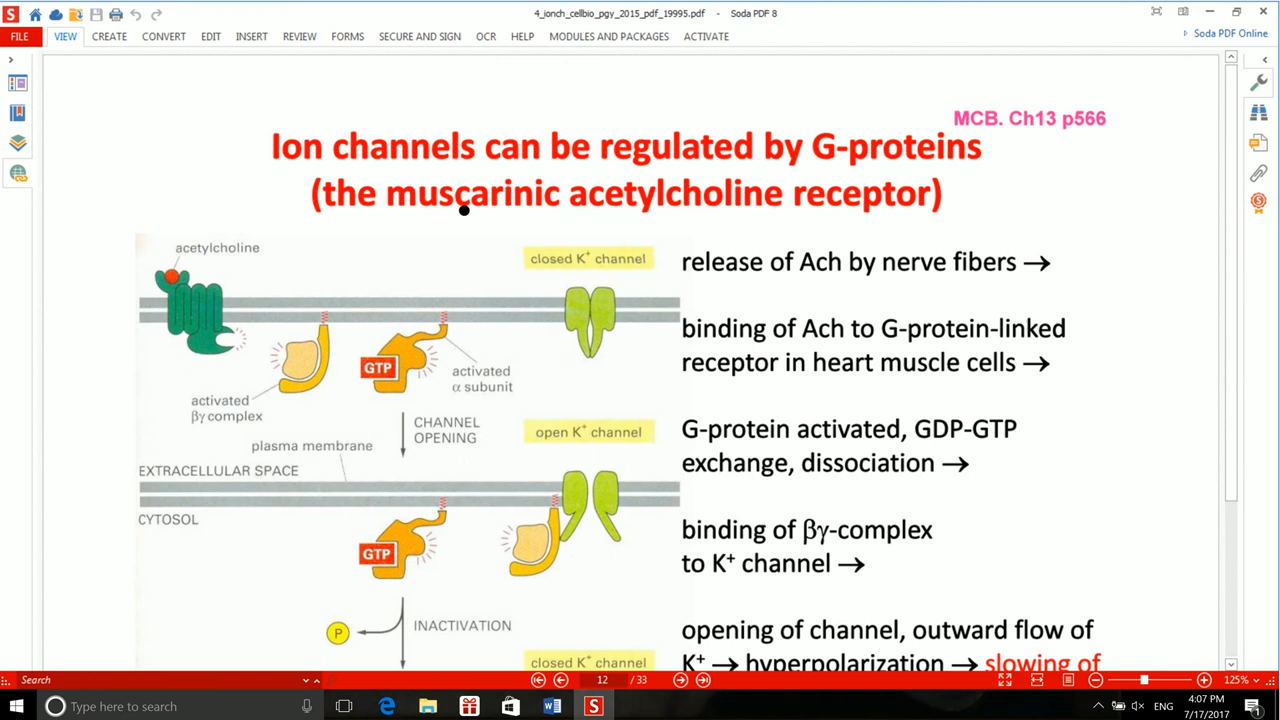 4_ionch_cellbio_pgy_2015_pdf_19995.pdf - Soda PDF 8
FILE VIEW CREATE CONVERT EDIT INSERT REVIEW FORMS SECURE AND SIGN OCR HELP MODULES AND PACKAGES ACTIVATE Soda PDF Online
MCB. Ch13 p566
Ion channels can be regulated by G-proteins
(the muscarinic acetylcholine receptor)
acetylcholine
closed K⁺ channel
GTP
activated
α subunit
activated
βγ complex
CHANNEL
OPENING
plasma membrane
open K⁺ channel
EXTRACELLULAR SPACE
CYTOSOL
GTP
INACTIVATION
P
closed K⁺ channel
release of Ach by nerve fibers →
binding of Ach to G-protein-linked
receptor in heart muscle cells →
G-protein activated, GDP-GTP
exchange, dissociation →
binding of βγ-complex
to K⁺ channel →
opening of channel, outward flow of
K⁺ → hyperpolarization → slowing of
Search 12 / 33 125%
Type here to search
ENG 4:07 PM
7/17/2017